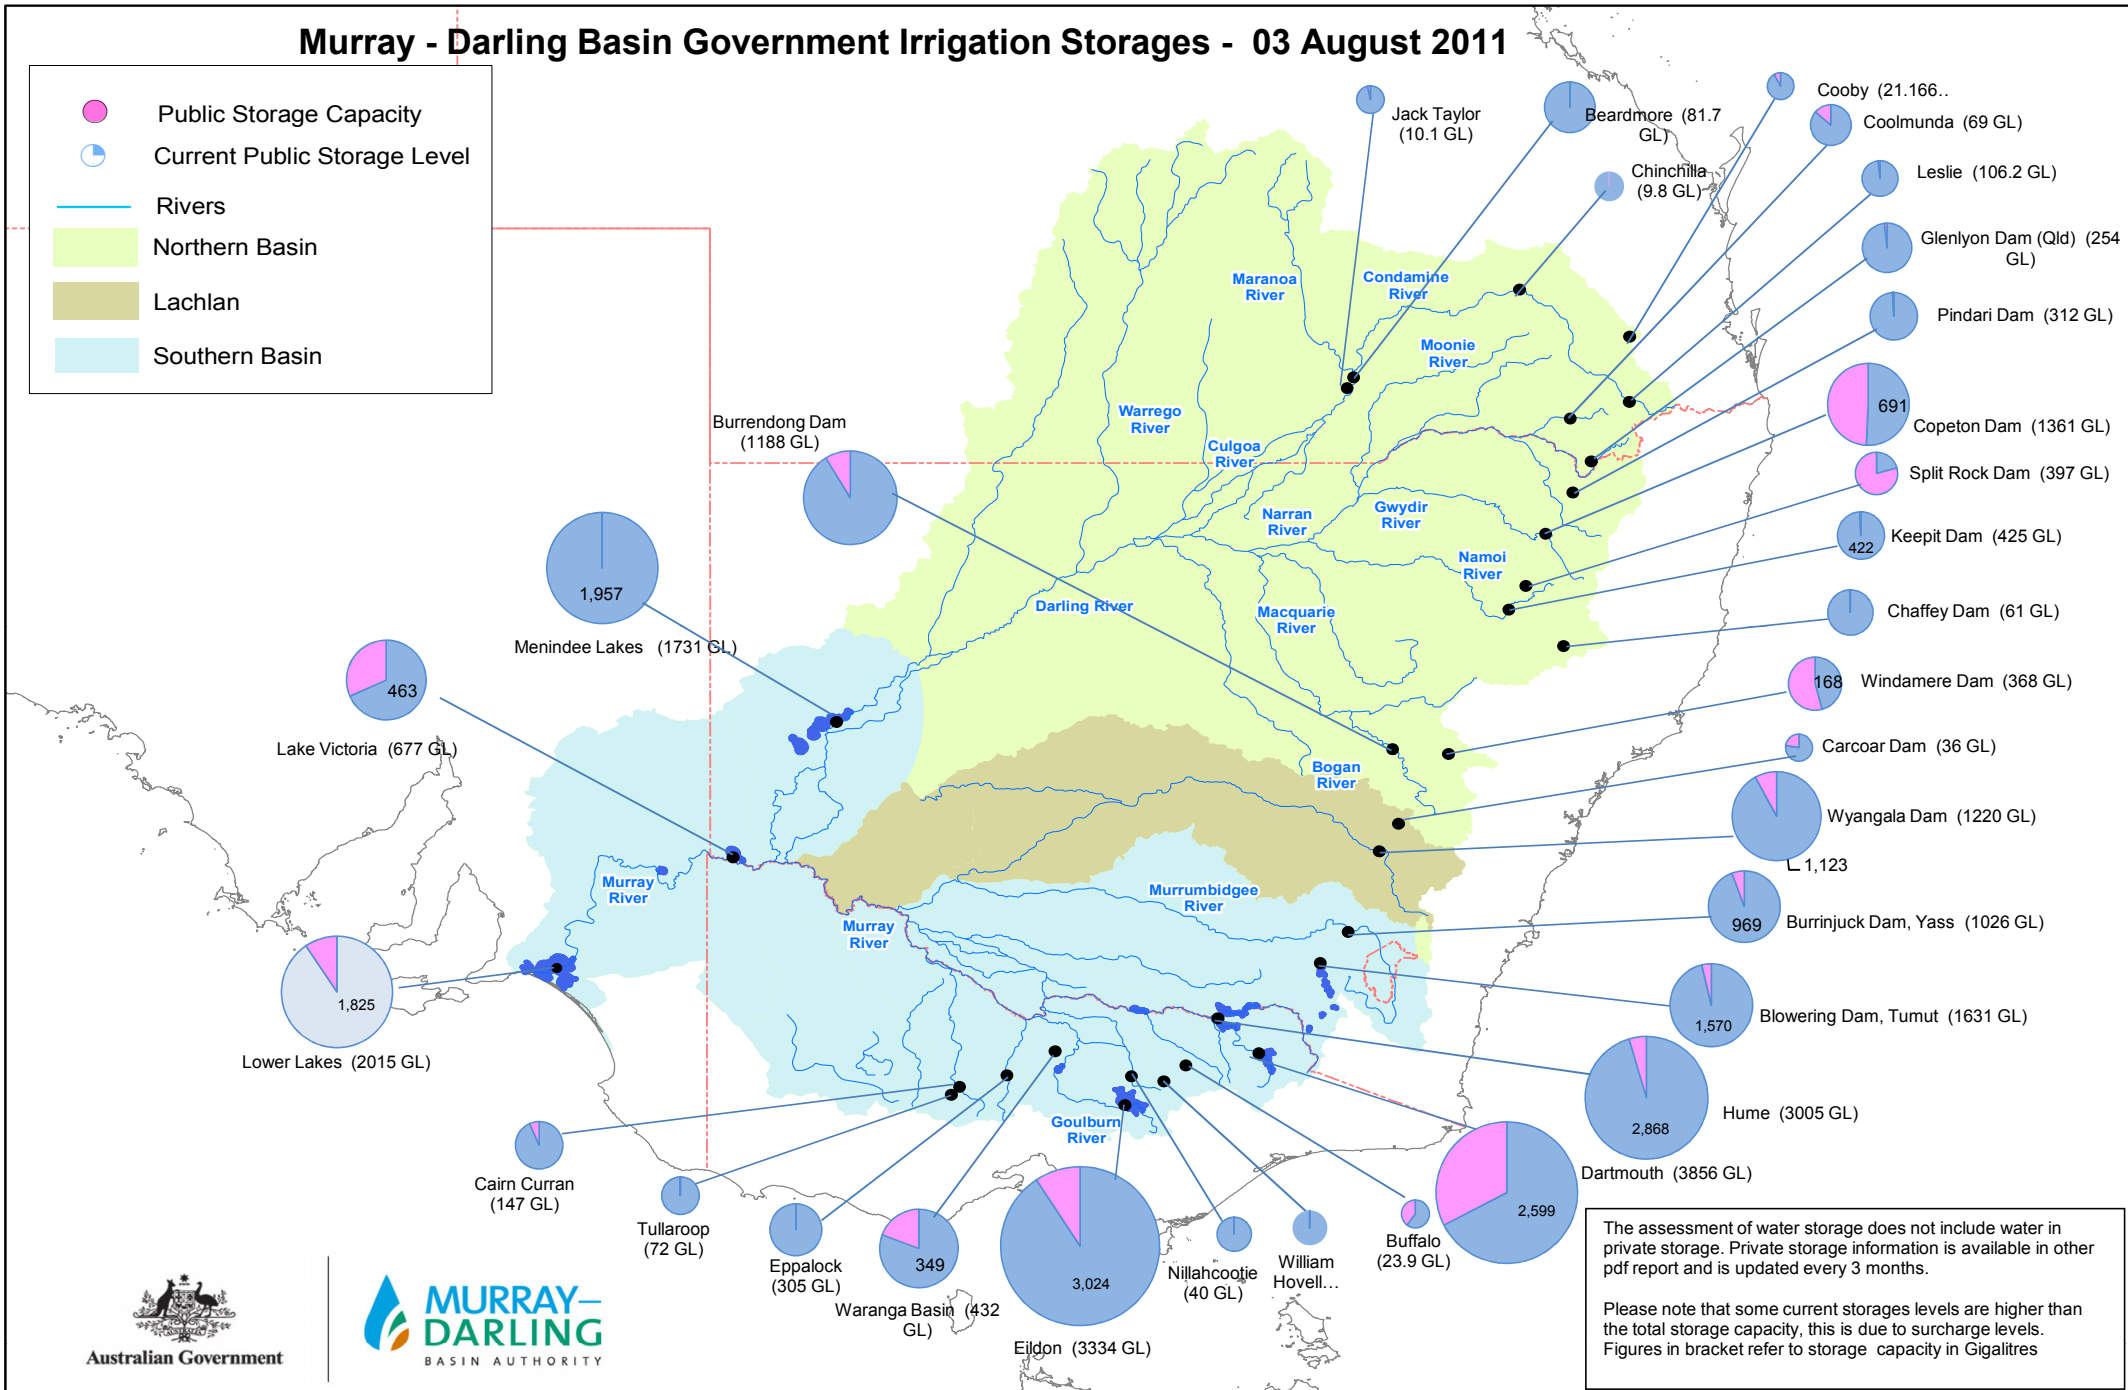 Murray - Darling Basin Government Irrigation Storages - 03 August 2011
Public Storage Capacity
Current Public Storage Level
Rivers
Northern Basin
Lachlan
Southern Basin
Jack Taylor
(10.1 GL)
Beardmore (81.7
GL)
Chinchilla
(9.8 GL)
Cooby (21.166..
Coolmunda (69 GL)
Leslie (106.2 GL)
Glenlyon Dam (Qld) (254
GL)
Pindari Dam (312 GL)
691
Copeton Dam (1361 GL)
Split Rock Dam (397 GL)
422
Keepit Dam (425 GL)
Chaffey Dam (61 GL)
168
Windamere Dam (368 GL)
Carcoar Dam (36 GL)
Wyangala Dam (1220 GL)
1,123
969
Burrinjuck Dam, Yass (1026 GL)
1,570
Blowering Dam, Tumut (1631 GL)
2,868
Hume (3005 GL)
2,599
Dartmouth (3856 GL)
Burrendong Dam
(1188 GL)
1,957
Menindee Lakes (1731 GL)
463
Lake Victoria (677 GL)
1,825
Lower Lakes (2015 GL)
Cairn Curran
(147 GL)
Tullaroop
(72 GL)
Eppalock
(305 GL)
349
Waranga Basin (432
GL)
3,024
Eildon (3334 GL)
Nillahcootie
(40 GL)
William
Hovell...
Buffalo
(23.9 GL)
Maranoa
River
Condamine
River
Moonie
River
Warrego
River
Culgoa
River
Narran
River
Gwydir
River
Namoi
River
Darling River
Macquarie
River
Bogan
River
Murray
River
Murrumbidgee
River
Murray
River
Goulburn
River
Australian Government
MURRAY–
DARLING
BASIN AUTHORITY
The assessment of water storage does not include water in
private storage. Private storage information is available in other
pdf report and is updated every 3 months.
Please note that some current storages levels are higher than
the total storage capacity, this is due to surcharge levels.
Figures in bracket refer to storage capacity in Gigalitres